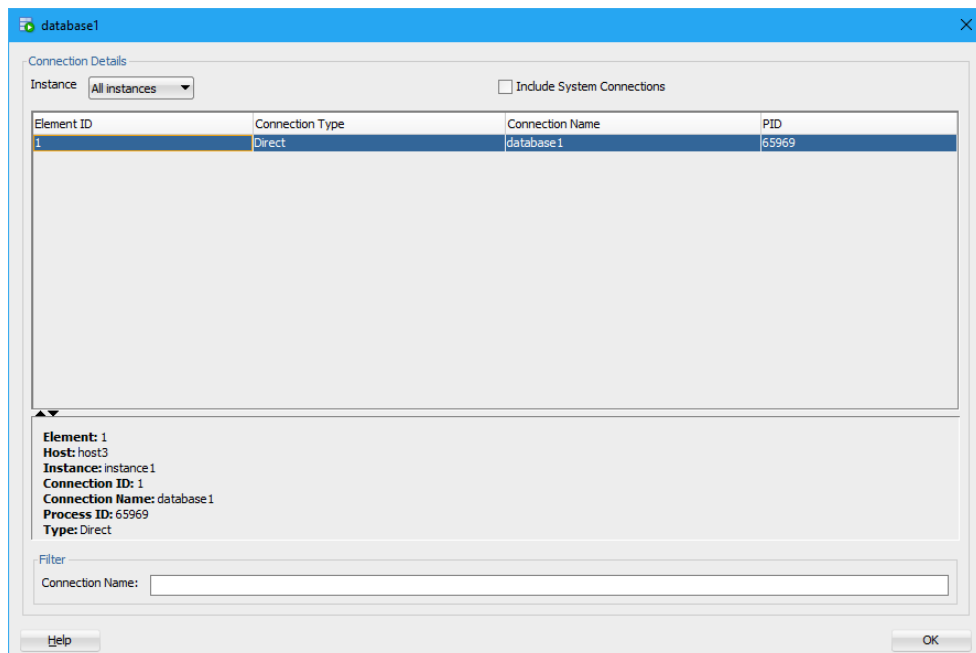 database1
Connection Details
Instance All instances Include System Connections
Element ID Connection Type Connection Name PID
1 Direct database1 65969
Element: 1
Host: host3
Instance: instance1
Connection ID: 1
Connection Name: database1
Process ID: 65969
Type: Direct
Filter
Connection Name:
Help OK